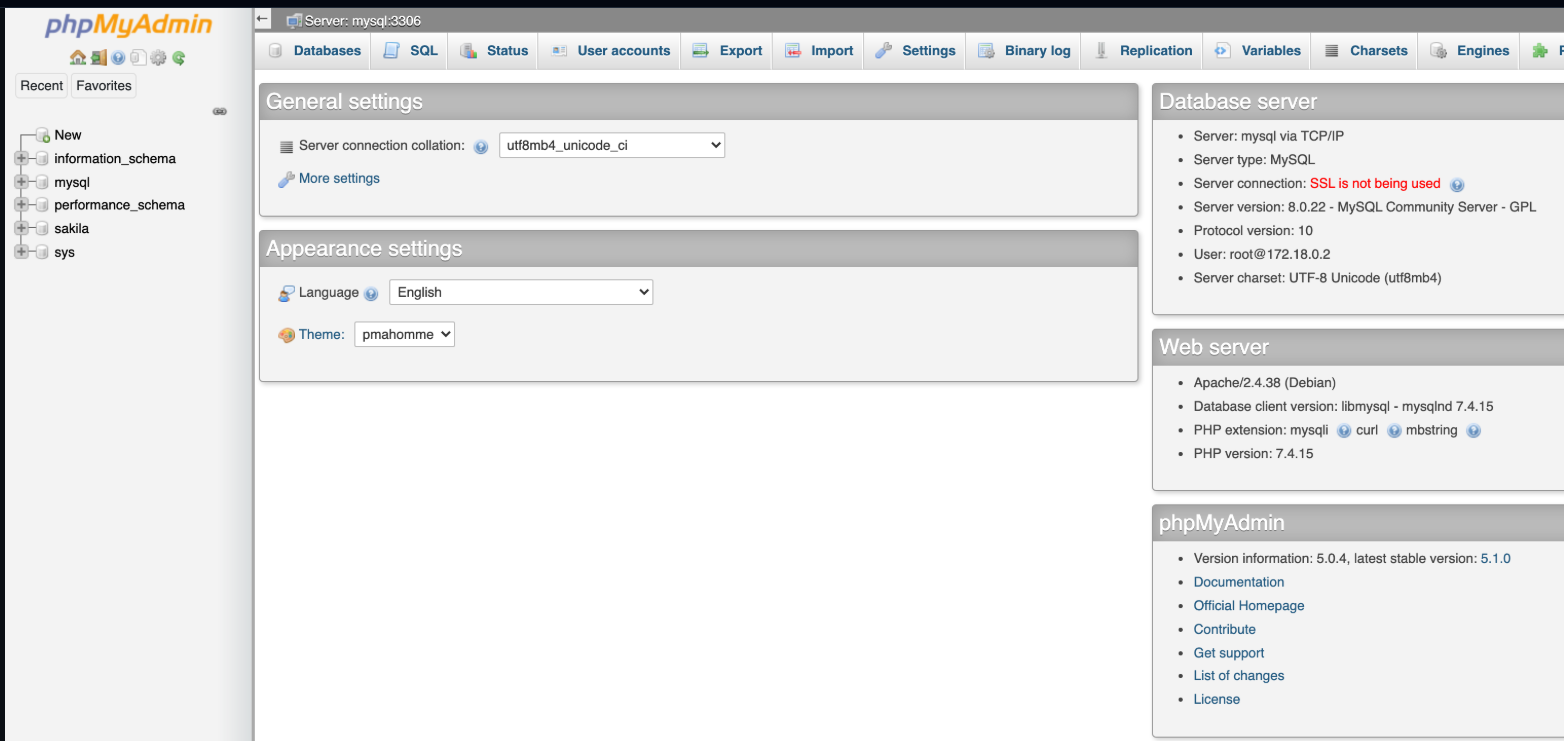 phpMyAdmin
Recent Favorites
New
information_schema
mysql
performance_schema
sakila
sys
Server: mysql:3306
Databases SQL Status User accounts Export Import Settings Binary log Replication Variables Charsets Engines
General settings
Server connection collation: utf8mb4_unicode_ci
More settings
Appearance settings
Language English
Theme: pmahomme
Database server
Server: mysql via TCP/IP
Server type: MySQL
Server connection: SSL is not being used
Server version: 8.0.22 - MySQL Community Server - GPL
Protocol version: 10
User: root@172.18.0.2
Server charset: UTF-8 Unicode (utf8mb4)
Web server
Apache/2.4.38 (Debian)
Database client version: libmysql - mysqlnd 7.4.15
PHP extension: mysqli curl mbstring
PHP version: 7.4.15
phpMyAdmin
Version information: 5.0.4, latest stable version: 5.1.0
Documentation
Official Homepage
Contribute
Get support
List of changes
License